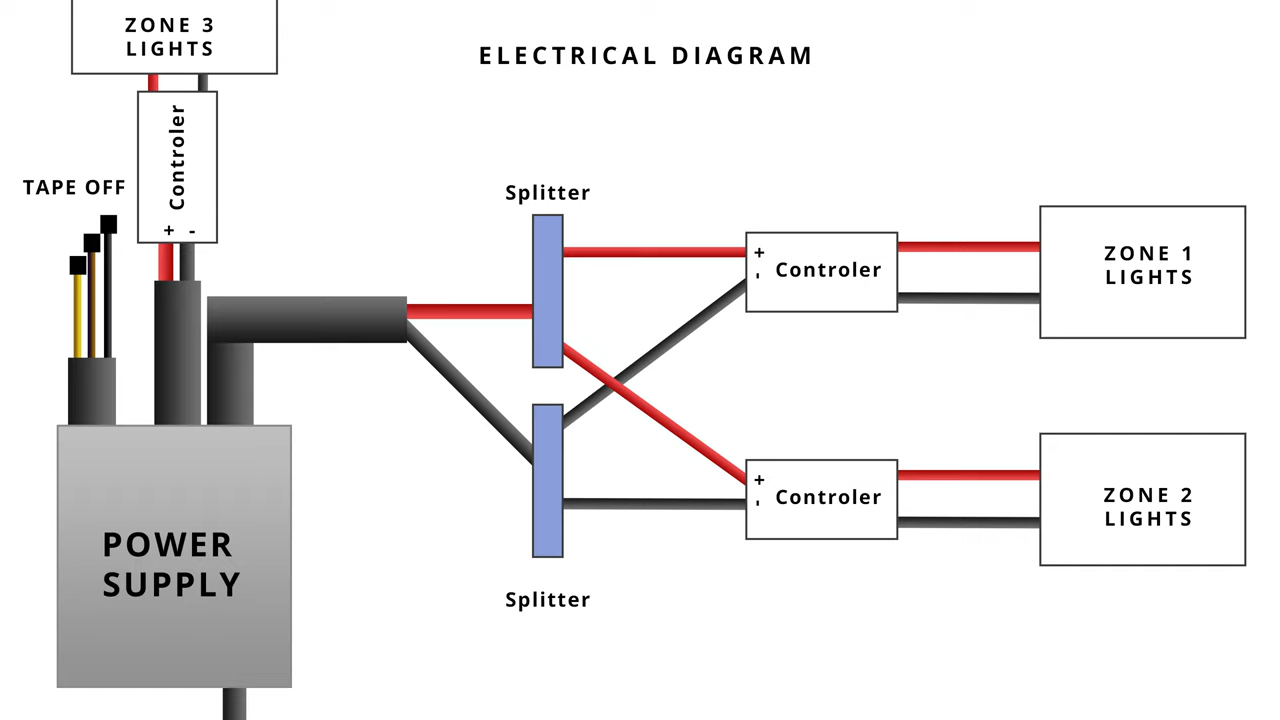 ZONE 3
LIGHTS
ELECTRICAL DIAGRAM
Controler
+ -
TAPE OFF
Splitter
+
-
Controler
ZONE 1
LIGHTS
+
-
Controler
ZONE 2
LIGHTS
Splitter
POWER
SUPPLY